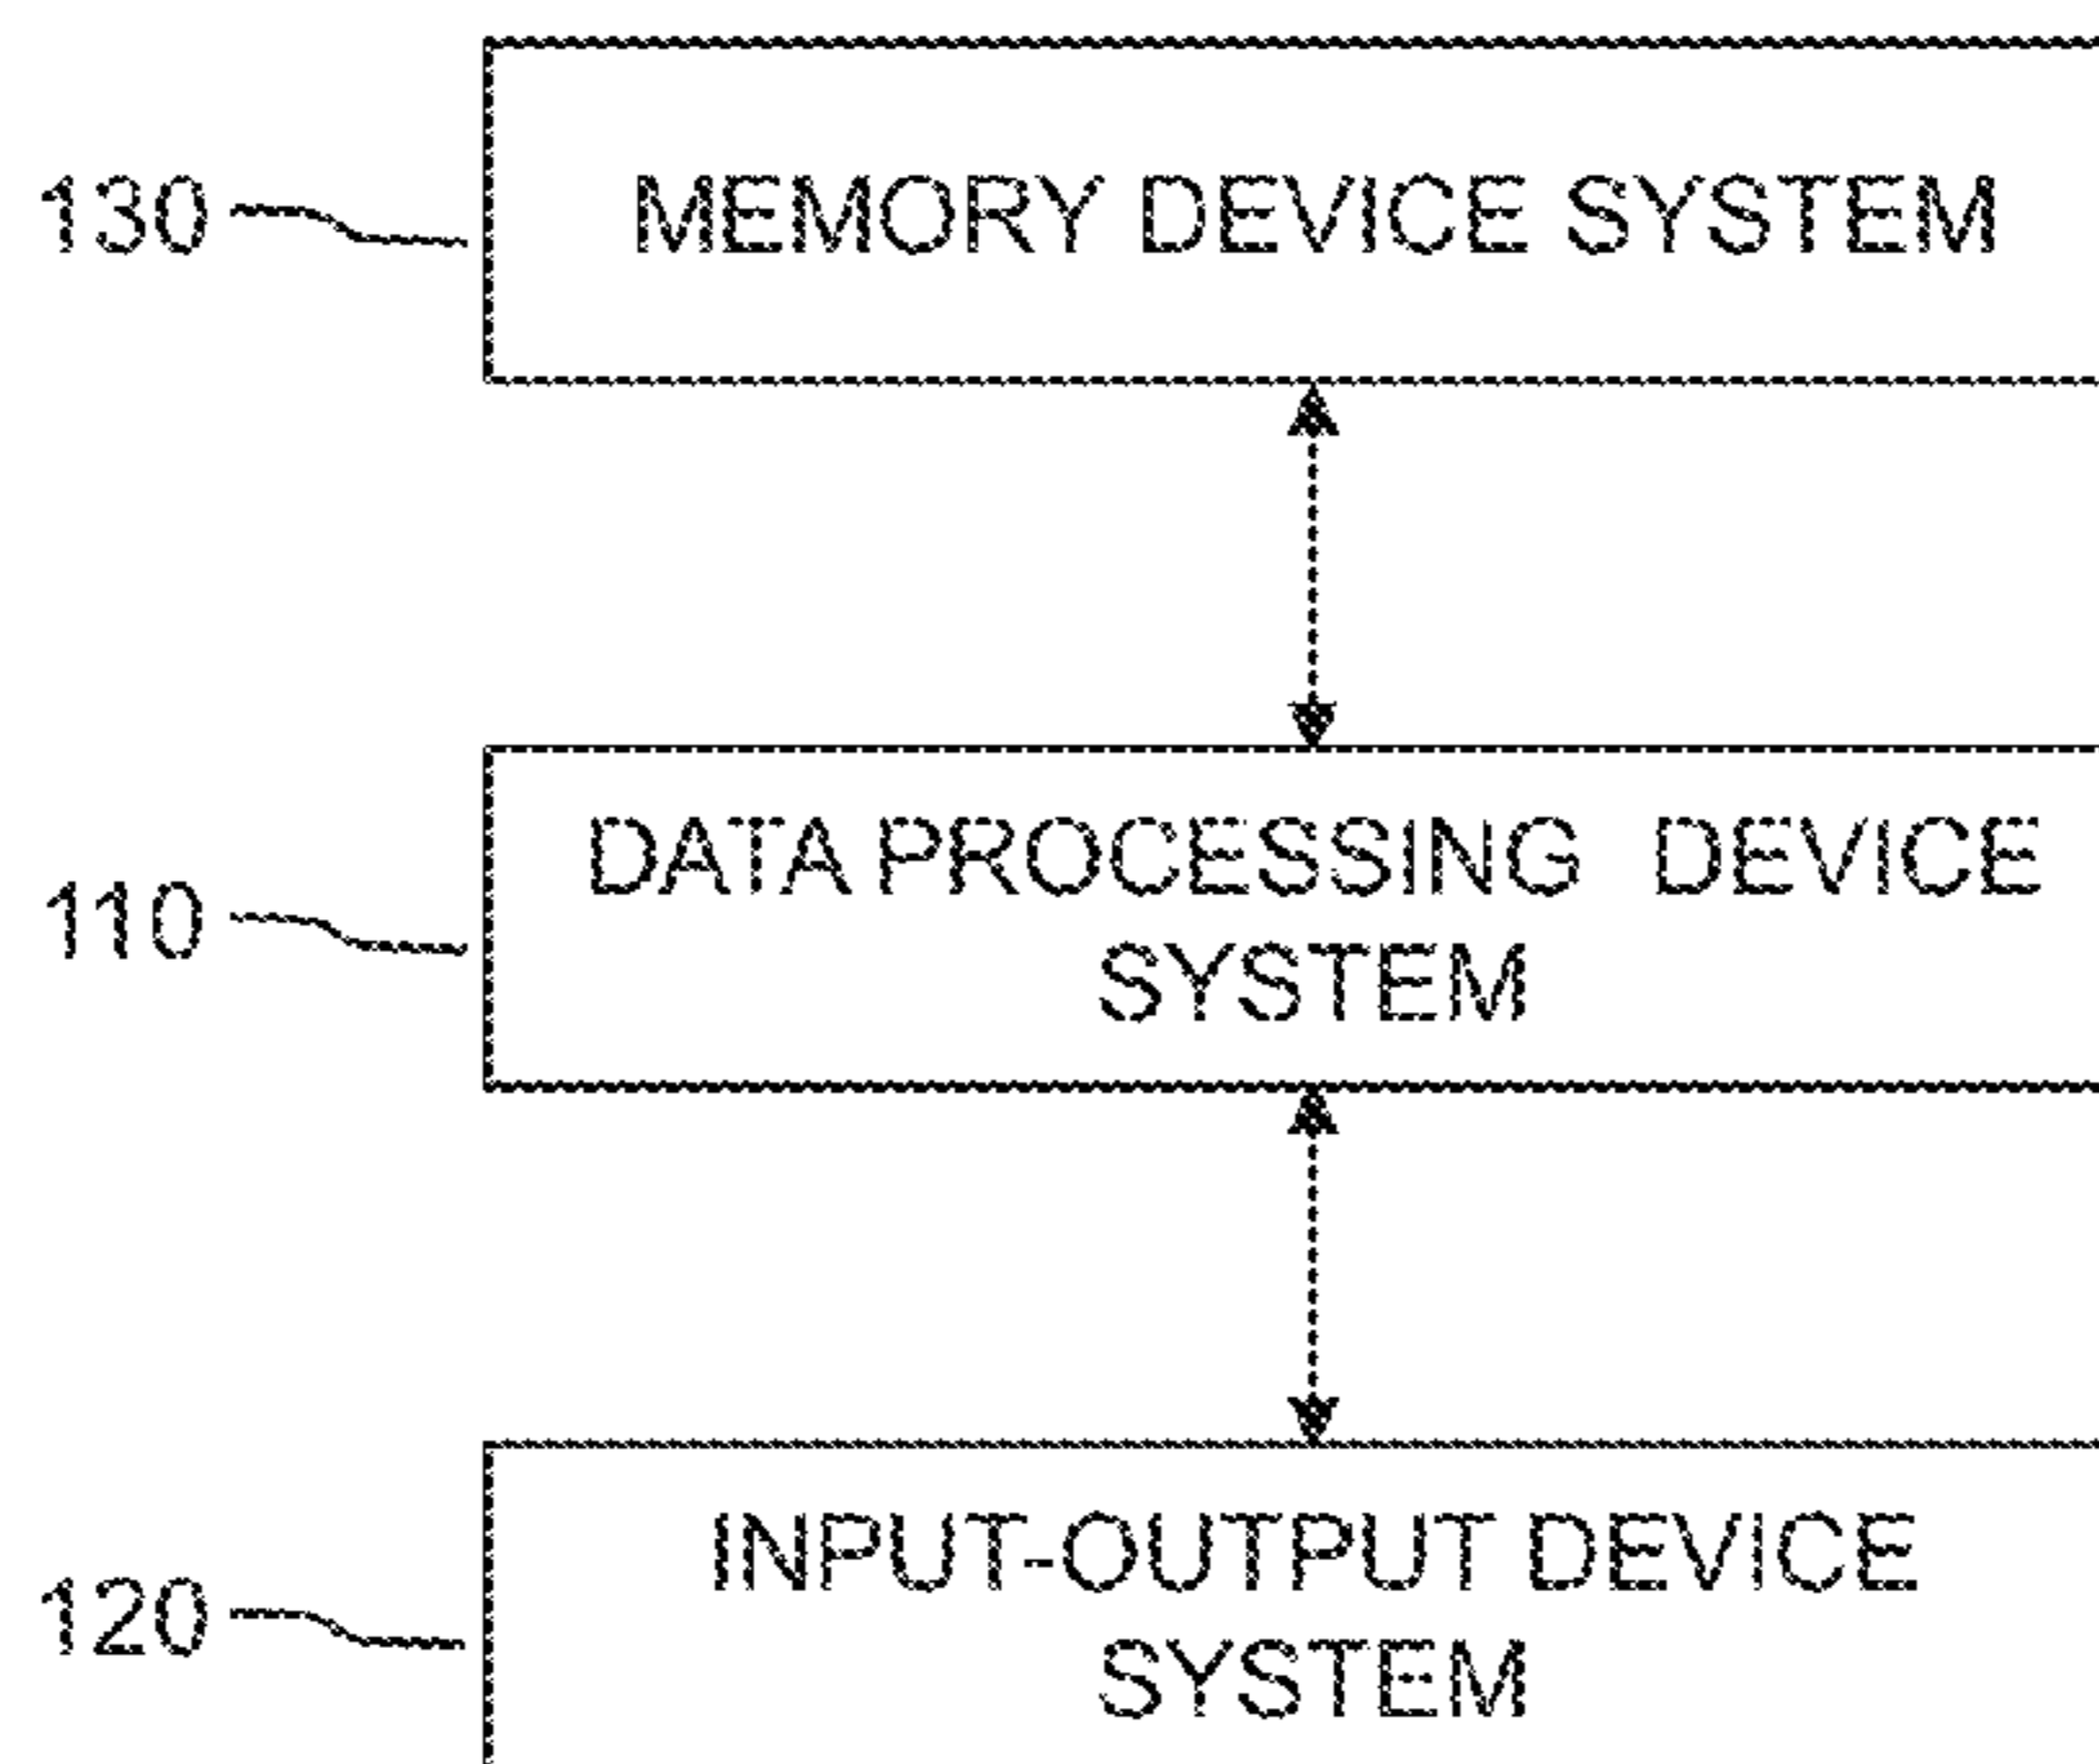 130
MEMORY DEVICE SYSTEM
110
DATA PROCESSING DEVICE
SYSTEM
120
INPUT-OUTPUT DEVICE
SYSTEM